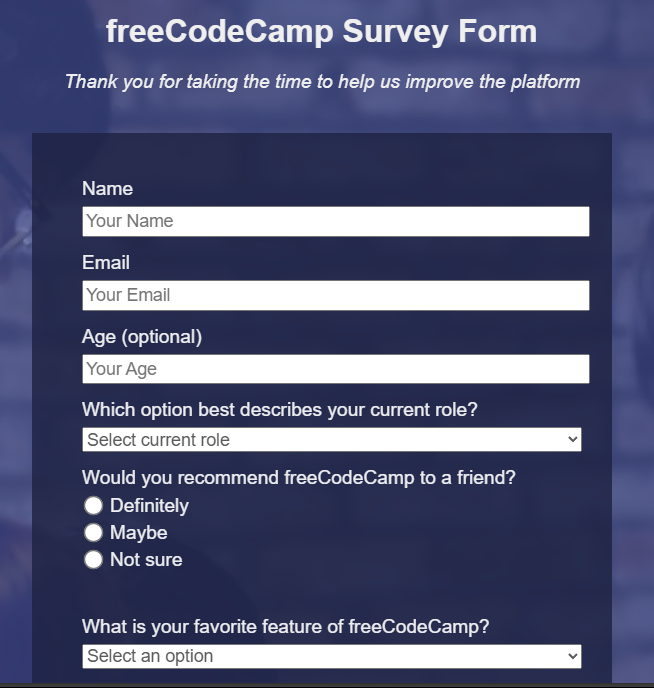 freeCodeCamp Survey Form
Thank you for taking the time to help us improve the platform
Name
Your Name
Email
Your Email
Age (optional)
Your Age
Which option best describes your current role?
Select current role
Would you recommend freeCodeCamp to a friend?
Definitely
Maybe
Not sure
What is your favorite feature of freeCodeCamp?
Select an option